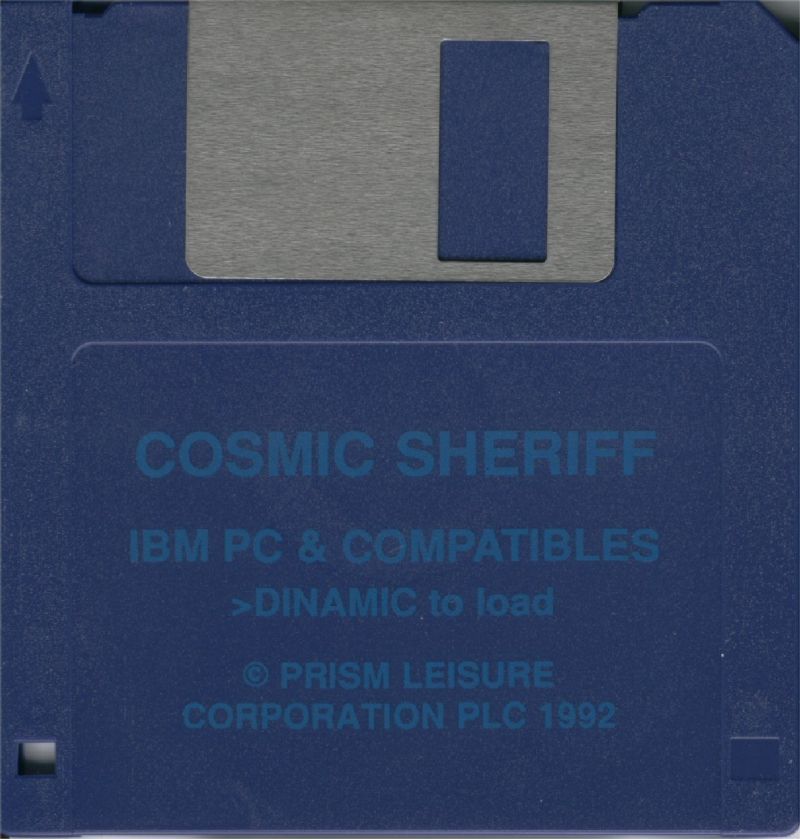 COSMIC SHERIFF
IBM PC & COMPATIBLES
>DINAMIC to load
© PRISM LEISURE
CORPORATION PLC 1992